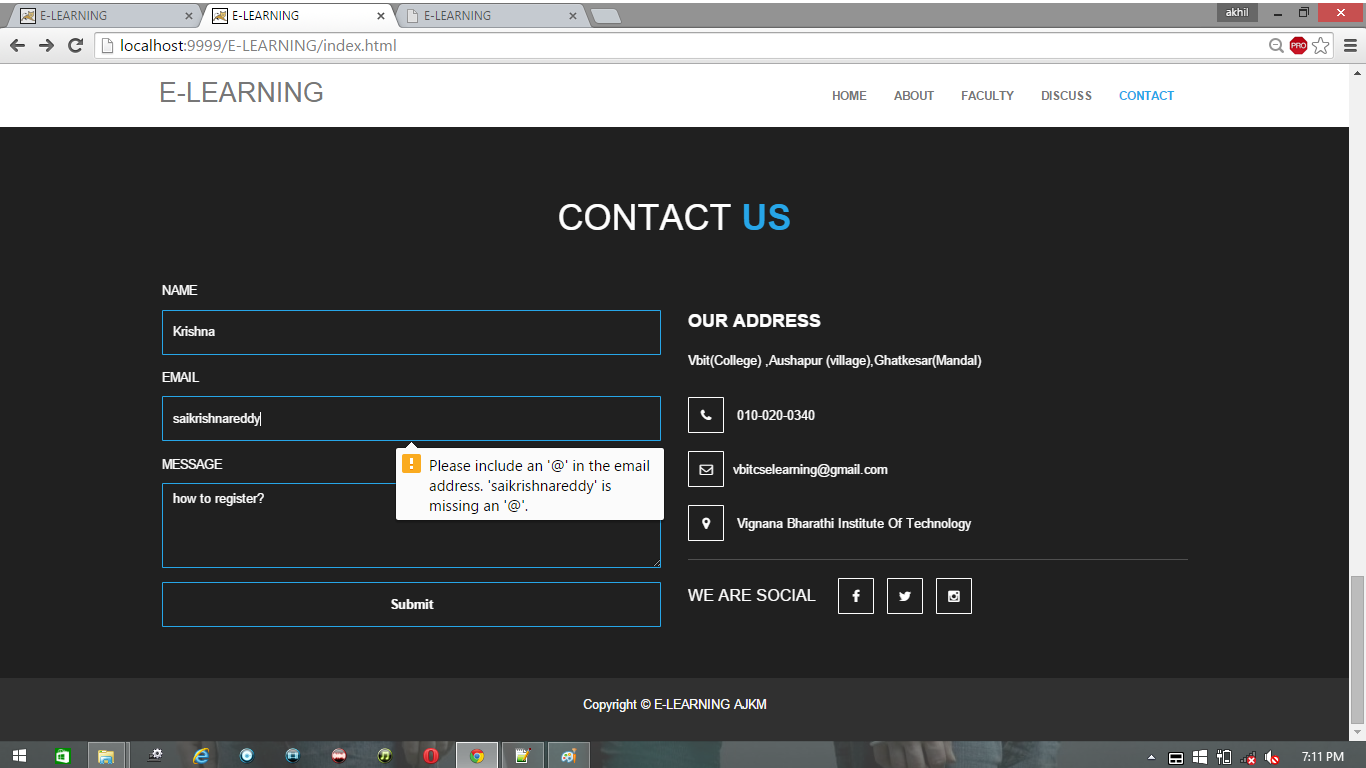 E-LEARNING
E-LEARNING
E-LEARNING
akhil
localhost:9999/E-LEARNING/index.html
PRO
E-LEARNING
HOME
ABOUT
FACULTY
DISCUSS
CONTACT
CONTACT US
NAME
Krishna
EMAIL
saikrishnareddy
Please include an '@' in the email
address. 'saikrishnareddy' is
missing an '@'.
MESSAGE
how to register?
Submit
OUR ADDRESS
Vbit(College) ,Aushapur (village),Ghatkesar(Mandal)
010-020-0340
vbitcselearning@gmail.com
Vignana Bharathi Institute Of Technology
WE ARE SOCIAL
Copyright © E-LEARNING AJKM
7:11 PM